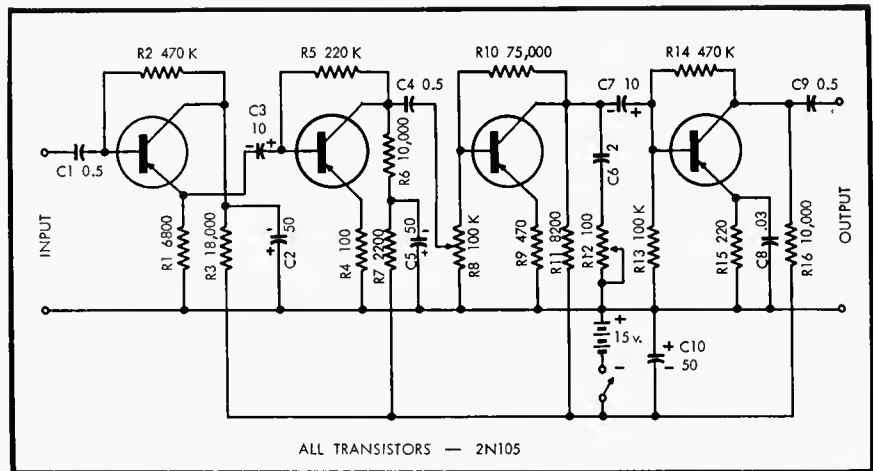 R2 470 K
R5 220 K
R10 75,000
R14 470 K
C1 0.5
C3
10
C4 0.5
C7 10
C9 0.5
- +
- +
INPUT
R1 6800
R3 18,000
+ -
50
C2
R4 100
R6 10,000
R7 2200
+ -
C5 50
R8 100 K
R9 470
R11 8200
C6 2
R12 100
R13 100 K
R15 220
C8 .03
R16 10,000
OUTPUT
+
15 v.
-
+ C10
- 50
ALL TRANSISTORS — 2N105